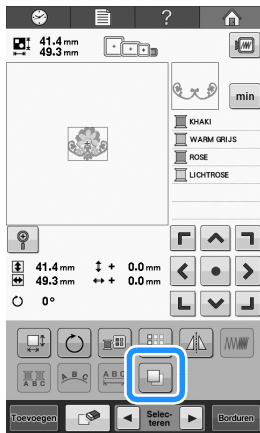 ?
41.4 mm
49.3 mm
min
KHAKI
WARM GRIJS
ROSE
LICHTROSE
41.4 mm + 0.0 mm
49.3 mm + 0.0 mm
0°
A B C
A B C
A B C
Toevoegen
Selec-
teren
Borduren